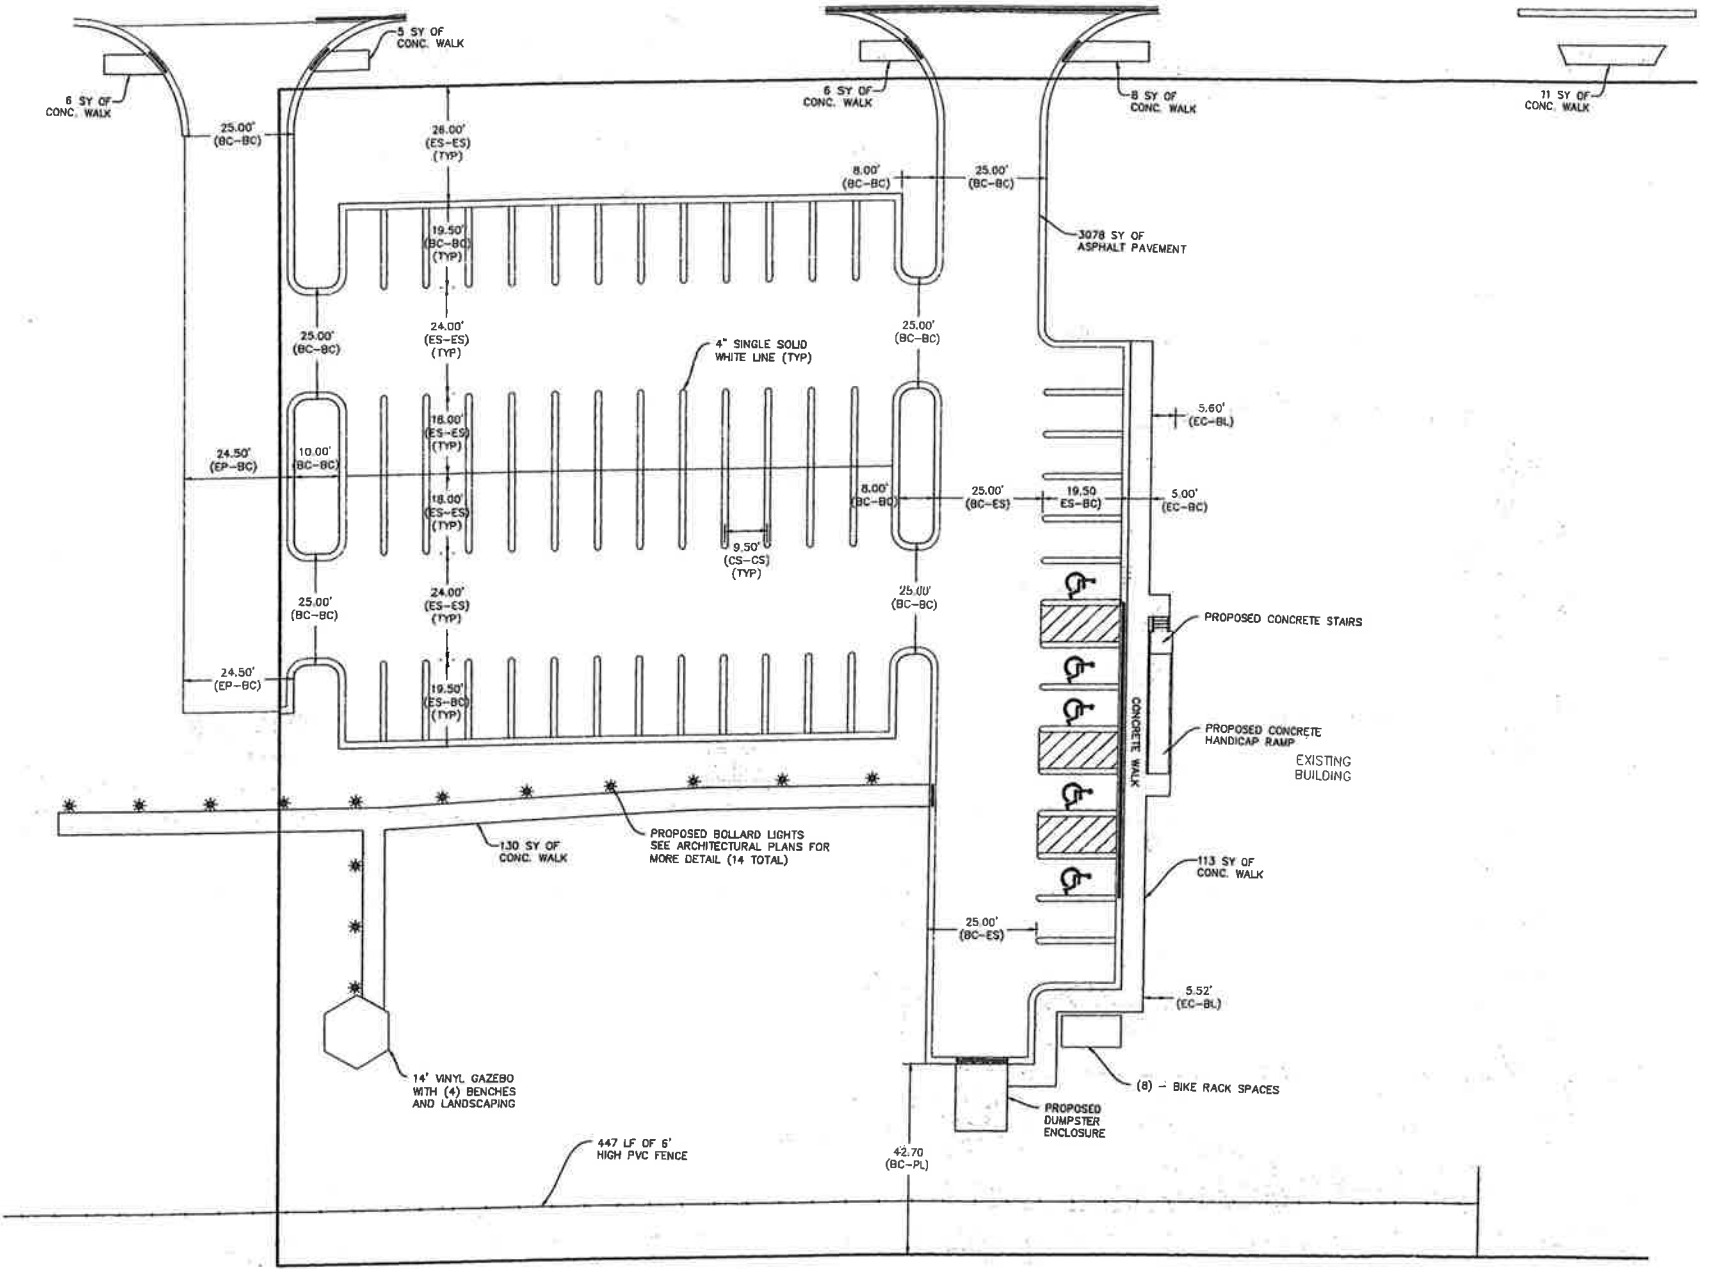 5 SY OF
CONC. WALK
6 SY OF
CONC. WALK
6 SY OF
CONC. WALK
8 SY OF
CONC. WALK
11 SY OF
CONC. WALK
25.00'
(BC-BC)
26.00'
(ES-ES)
(TYP)
8.00'
(BC-BC)
25.00'
(BC-BC)
19.50'
(BC-BC)
(TYP)
3078 SY OF
ASPHALT PAVEMENT
25.00'
(BC-BC)
24.00'
(ES-ES)
(TYP)
4" SINGLE SOLID
WHITE LINE (TYP)
25.00'
(BC-BC)
5.60'
(EC-BL)
18.00'
(ES-ES)
(TYP)
24.50'
(EP-BC)
10.00'
(BC-BC)
18.00'
(ES-ES)
(TYP)
8.00'
(BC-BC)
25.00'
(BC-ES)
19.50
ES-BC)
5.00'
(EC-BC)
9.50'
(CS-CS)
(TYP)
25.00'
(BC-BC)
24.00'
(ES-ES)
(TYP)
25.00'
(BC-BC)
PROPOSED CONCRETE STAIRS
24.50'
(EP-BC)
19.50'
(ES-BC)
(TYP)
CONCRETE WALK
PROPOSED CONCRETE
HANDICAP RAMP
EXISTING
BUILDING
130 SY OF
CONC. WALK
PROPOSED BOLLARD LIGHTS
SEE ARCHITECTURAL PLANS FOR
MORE DETAIL (14 TOTAL)
113 SY OF
CONC. WALK
25.00'
(BC-ES)
5.52'
(EC-BL)
14' VINYL GAZEBO
WITH (4) BENCHES
AND LANDSCAPING
(8) - BIKE RACK SPACES
PROPOSED
DUMPSTER
ENCLOSURE
447 LF OF 6'
HIGH PVC FENCE
42.70
(BC-PL)